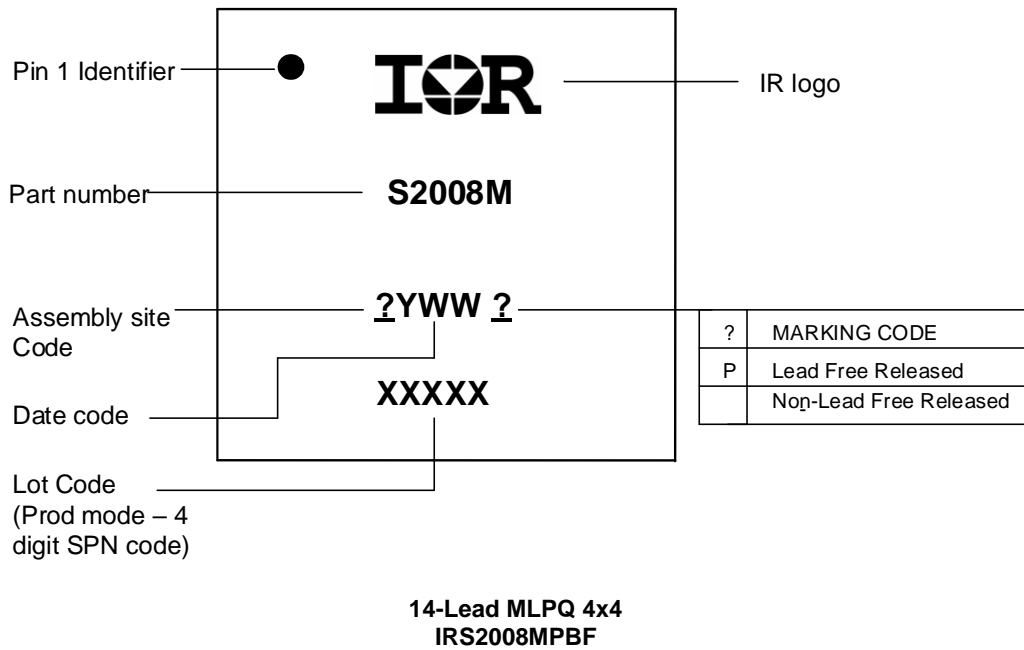 Pin 1 Identifier
IOR
IR logo
Part number
S2008M
Assembly site
Code
?YWW ?
? MARKING CODE
P Lead Free Released
Non-Lead Free Released
Date code
XXXXX
Lot Code
(Prod mode – 4
digit SPN code)
14-Lead MLPQ 4x4
IRS2008MPBF